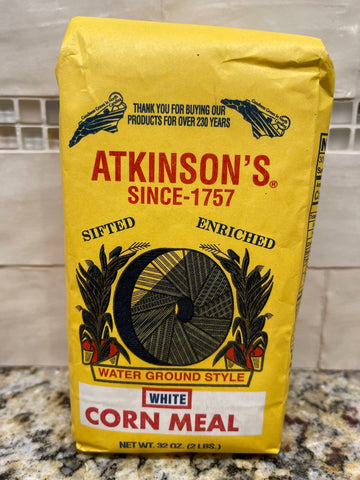 THANK YOU FOR BUYING OUR
PRODUCTS FOR OVER 230 YEARS
ATKINSON'S®
SINCE-1757
SIFTED ENRICHED
WATER GROUND STYLE
WHITE
CORN MEAL
NET WT. 32 OZ. (2 LBS.)